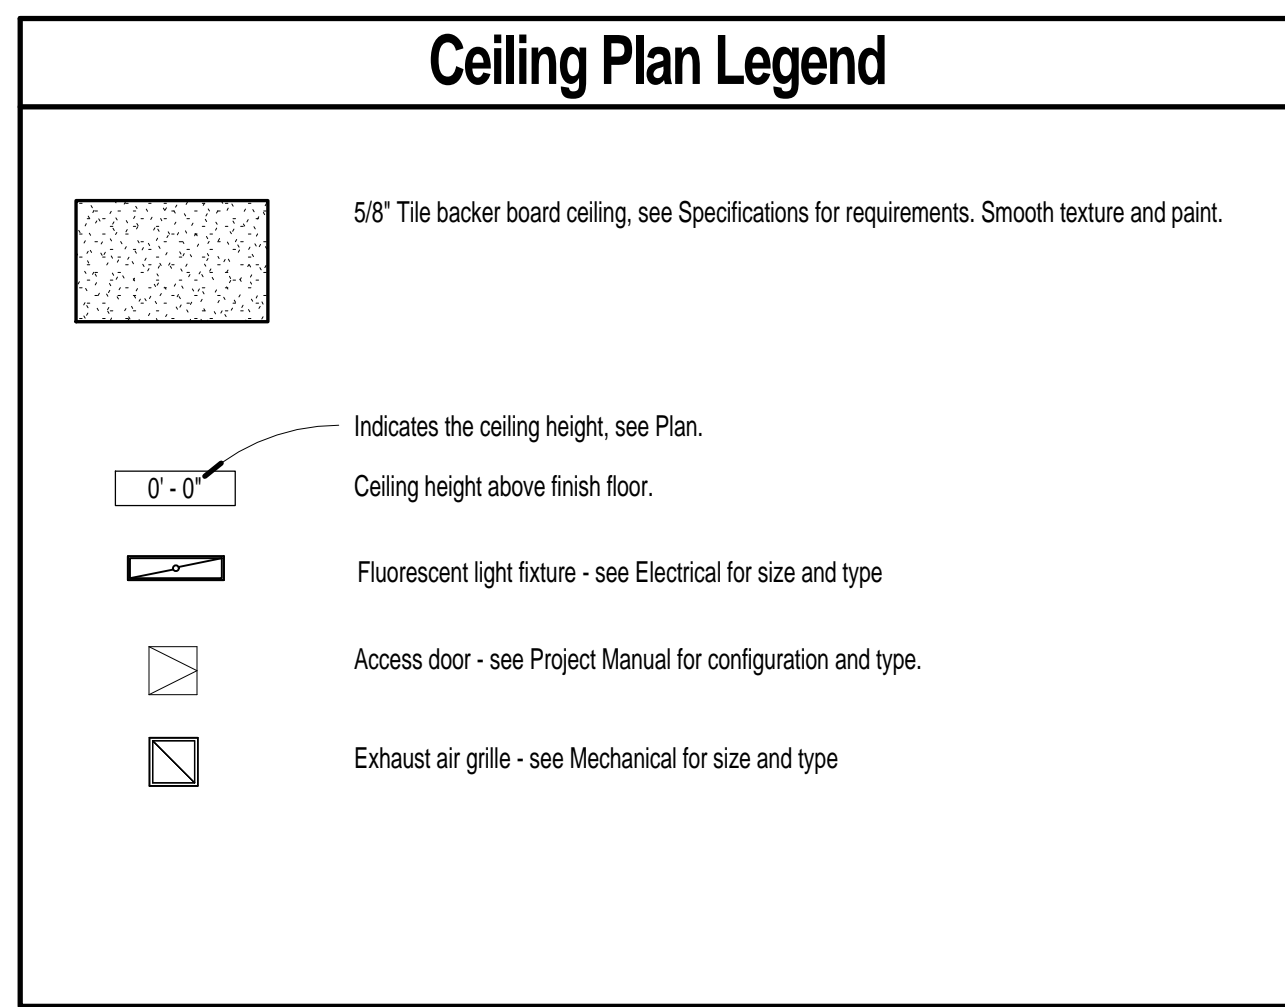 Ceiling Plan Legend
5/8" Tile backer board ceiling, see Specifications for requirements. Smooth texture and paint.
Indicates the ceiling height, see Plan.
0' - 0"
Ceiling height above finish floor.
Fluorescent light fixture - see Electrical for size and type
Access door - see Project Manual for configuration and type.
Exhaust air grille - see Mechanical for size and type